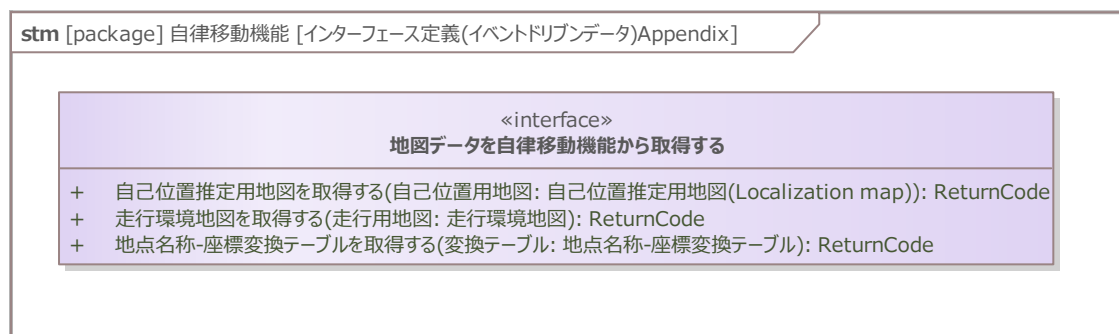 stm [package] 自律移動機能 [インターフェース定義(イベントドリブンデータ)Appendix]
«interface»
地図データを自律移動機能から取得する
+ 自己位置推定用地図を取得する(自己位置用地図: 自己位置推定用地図(Localization map)): ReturnCode
+ 走行環境地図を取得する(走行用地図: 走行環境地図): ReturnCode
+ 地点名称-座標変換テーブルを取得する(変換テーブル: 地点名称-座標変換テーブル): ReturnCode